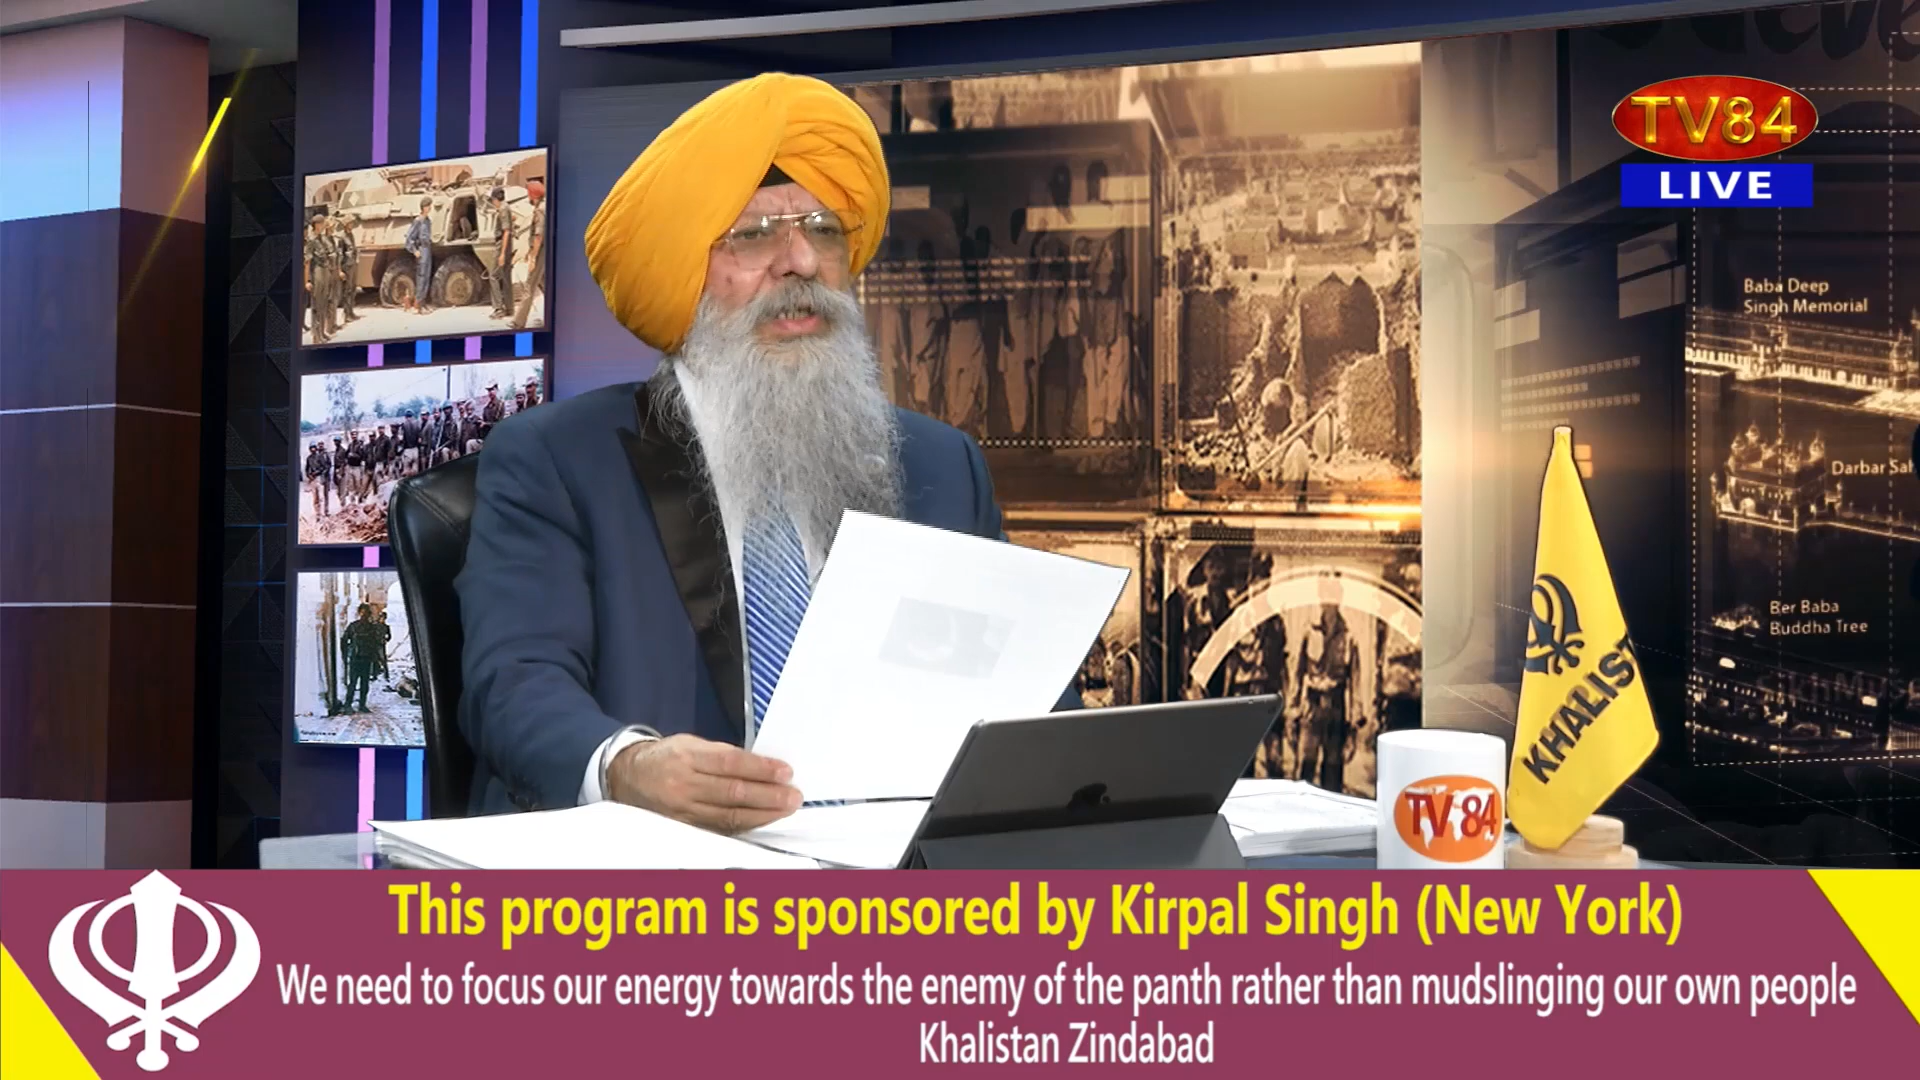 TV84
LIVE
Baba Deep
Singh Memorial
Darbar Sa
Ber Baba
Buddha Tree
KHALIST
TV 84
This program is sponsored by Kirpal Singh (New York)
We need to focus our energy towards the enemy of the panth rather than mudslinging our own people
Khalistan Zindabad